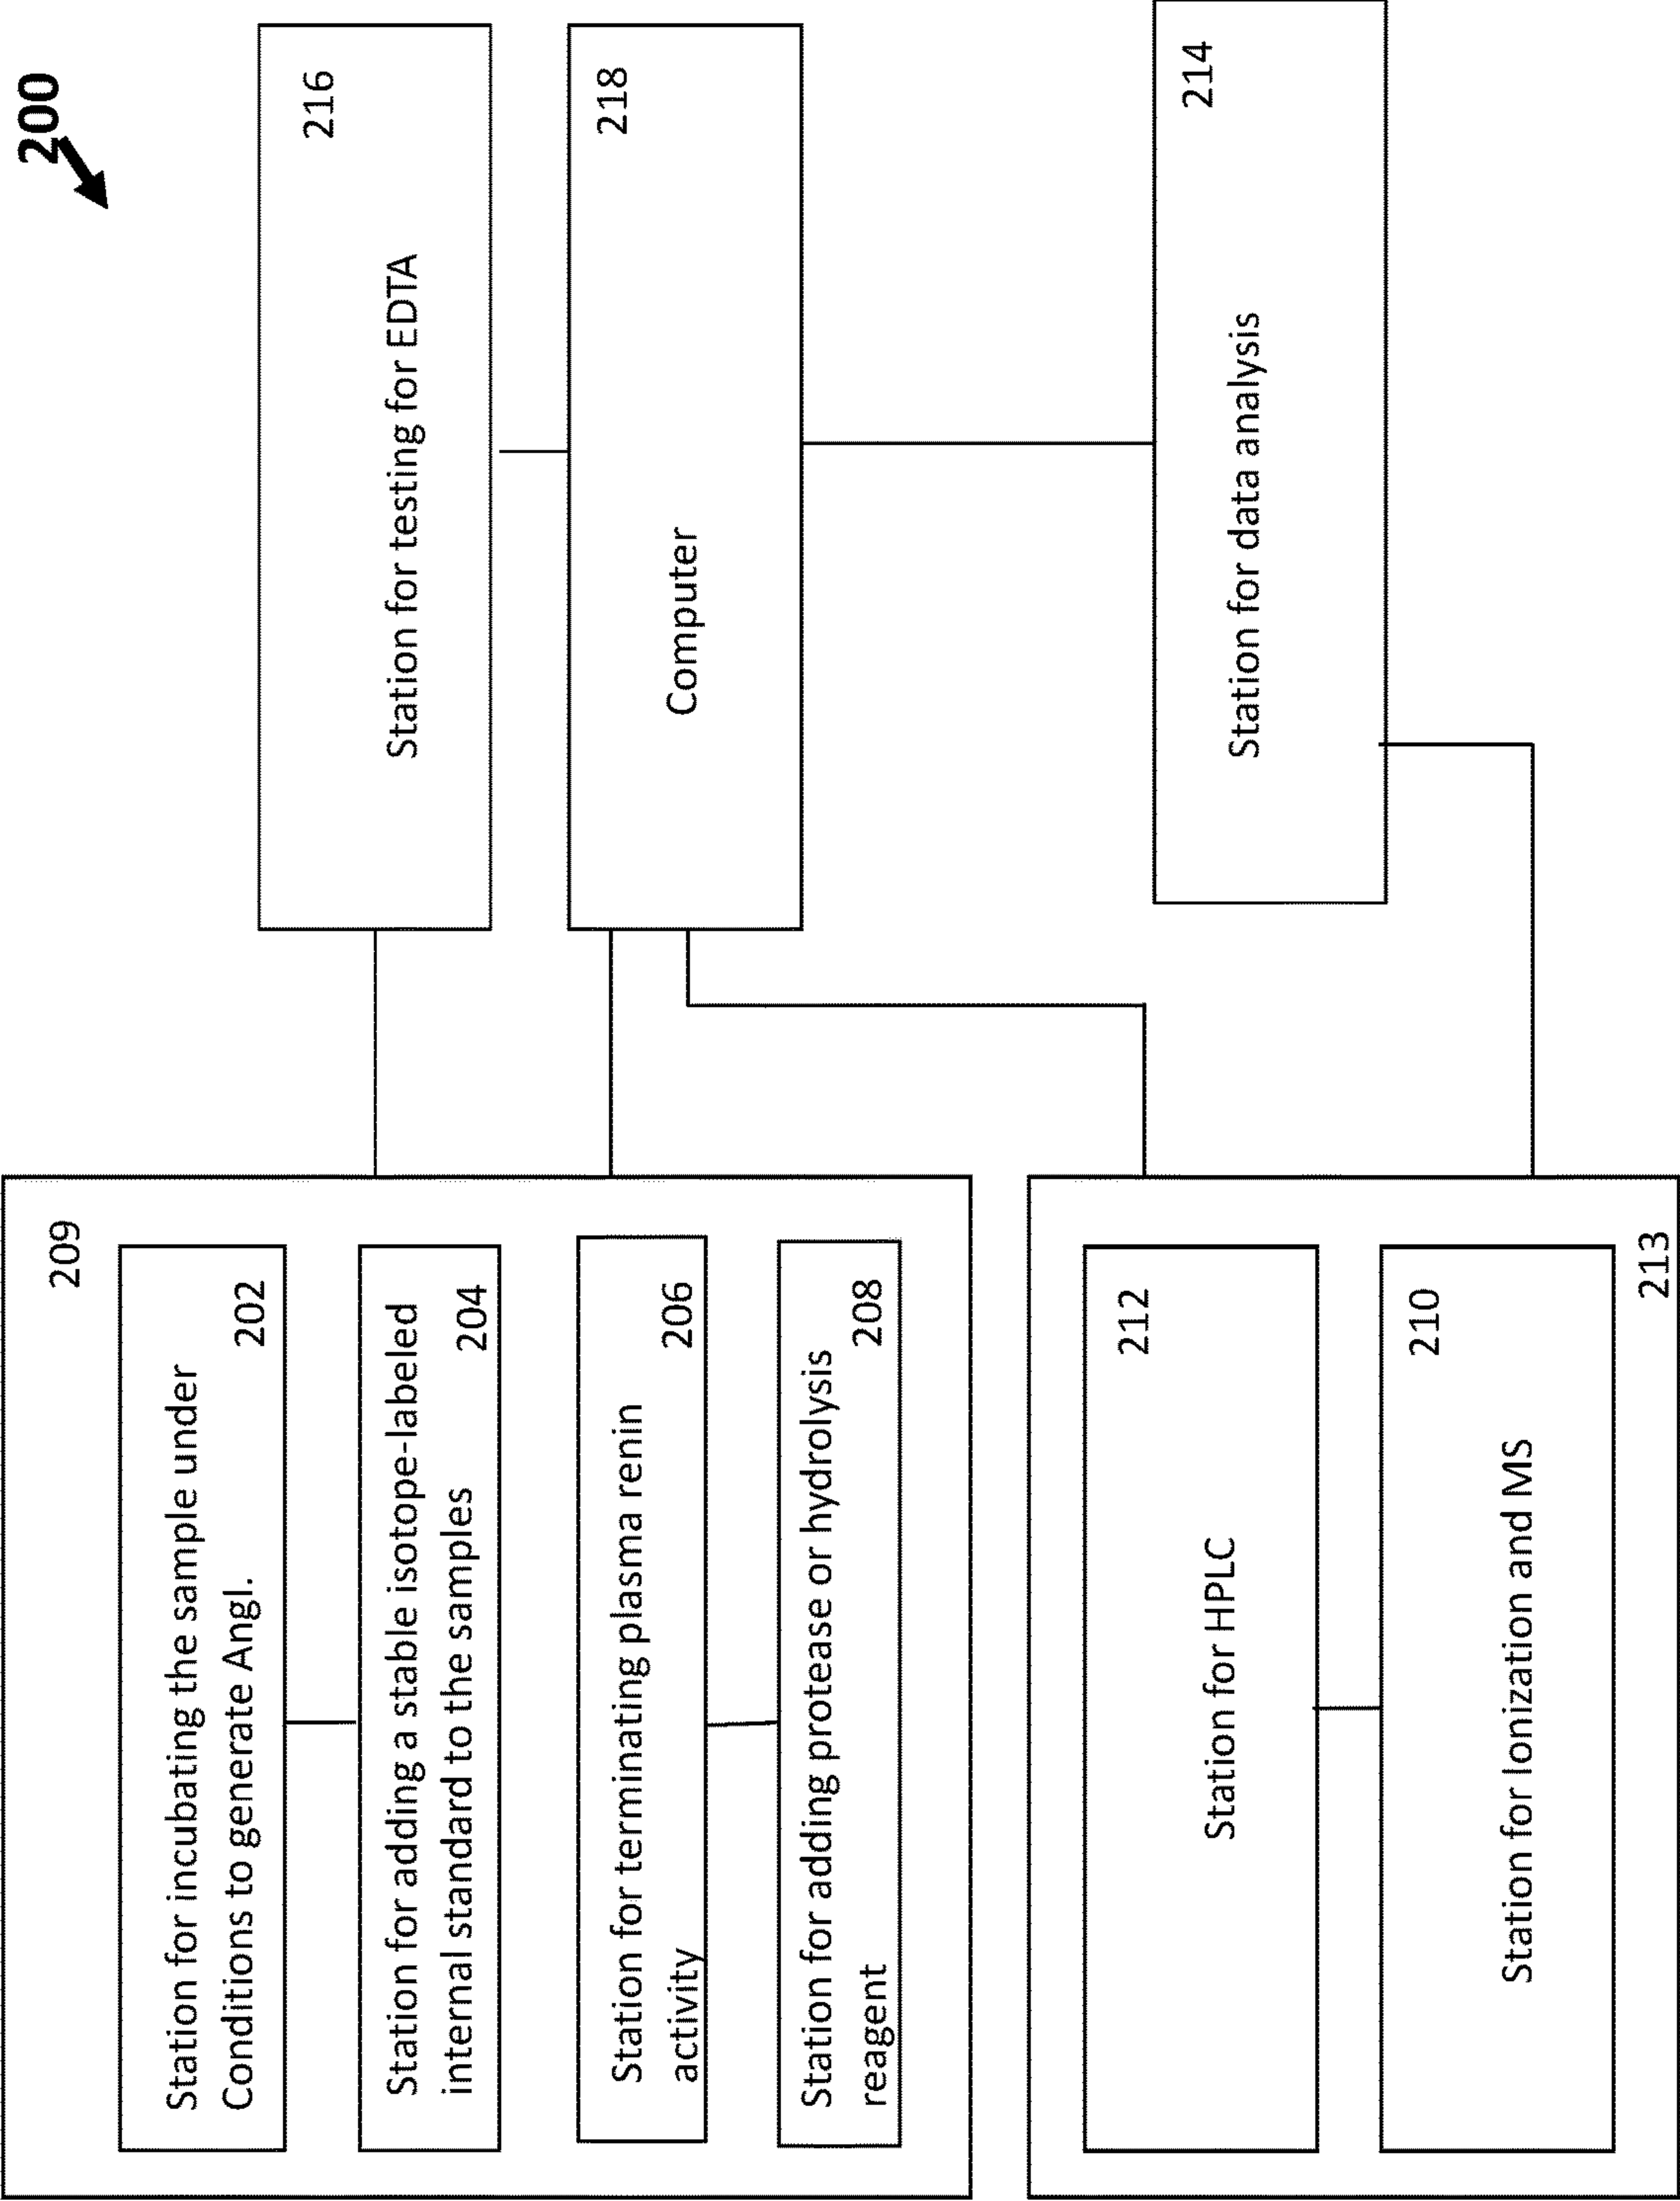 200
209
Station for incubating the sample under
Conditions to generate AngI.
202
Station for adding a stable isotope-labeled
internal standard to the samples
204
Station for terminating plasma renin
activity
206
Station for adding protease or hydrolysis
reagent
208
Station for HPLC
212
Station for Ionization and MS
210
213
216
Station for testing for EDTA
218
Computer
214
Station for data analysis